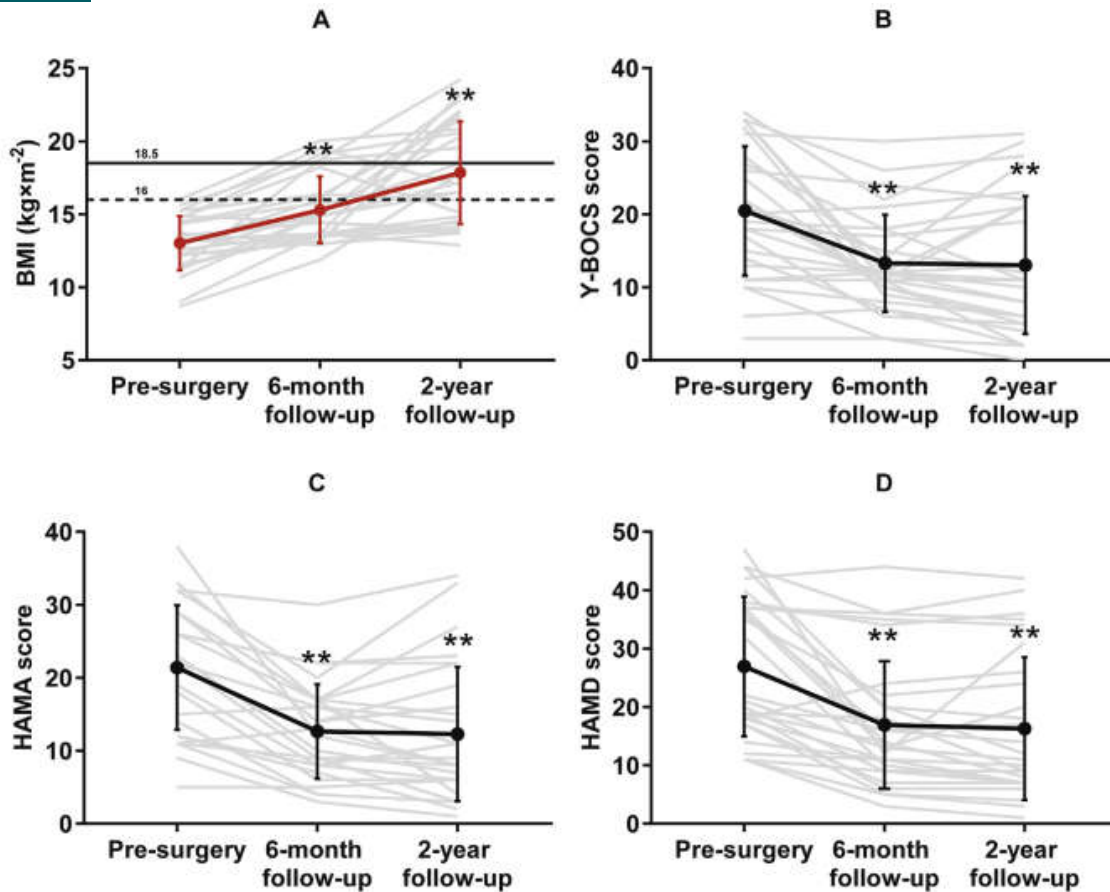 A
BMI (kg×m⁻²)
25
20
15
10
5
18.5
16
**
**
Pre-surgery 6-month 2-year
follow-up follow-up
B
Y-BOCS score
40
30
20
10
0
**
**
Pre-surgery 6-month 2-year
follow-up follow-up
C
HAMA score
40
30
20
10
0
**
**
Pre-surgery 6-month 2-year
follow-up follow-up
D
HAMD score
50
40
30
20
10
0
**
**
Pre-surgery 6-month 2-year
follow-up follow-up